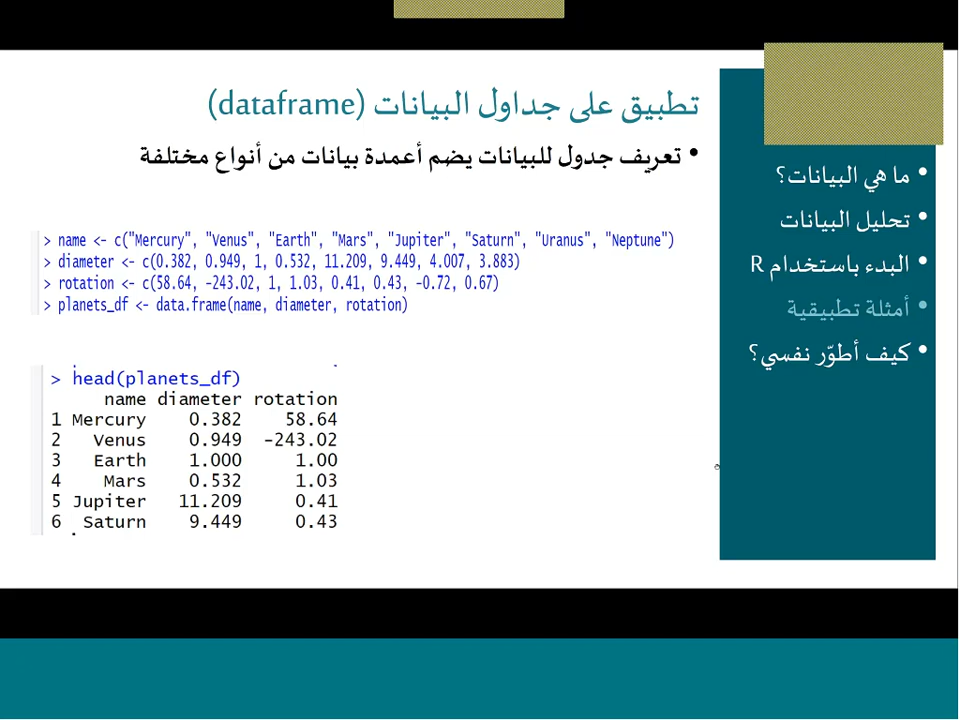 تطبيق على جداول البيانات (dataframe)
• تعريف جدول للبيانات يضم أعمدة بيانات من أنواع مختلفة
> name <- c("Mercury", "Venus", "Earth", "Mars", "Jupiter", "Saturn", "Uranus", "Neptune")
> diameter <- c(0.382, 0.949, 1, 0.532, 11.209, 9.449, 4.007, 3.883)
> rotation <- c(58.64, -243.02, 1, 1.03, 0.41, 0.43, -0.72, 0.67)
> planets_df <- data.frame(name, diameter, rotation)
> head(planets_df)
name diameter rotation
1 Mercury 0.382 58.64
2 Venus 0.949 -243.02
3 Earth 1.000 1.00
4 Mars 0.532 1.03
5 Jupiter 11.209 0.41
6 Saturn 9.449 0.43
• ما هي البيانات؟
• تحليل البيانات
• البدء باستخدام R
• أمثلة تطبيقية
• كيف أطوّر نفسي؟